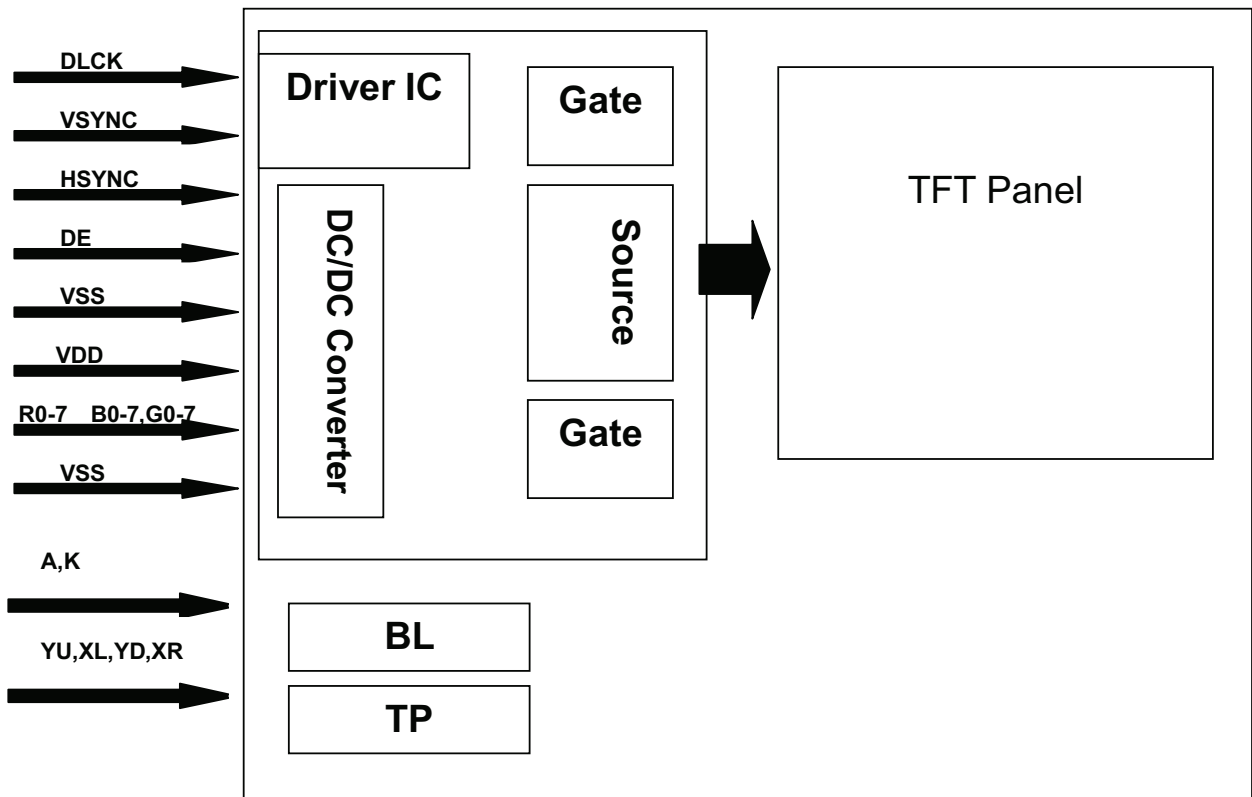 DLCK
VSYNC
HSYNC
DE
VSS
VDD
R0-7 B0-7,G0-7
VSS
A,K
YU,XL,YD,XR
Driver IC
DC/DC Converter
Gate
Source
Gate
BL
TP
TFT Panel